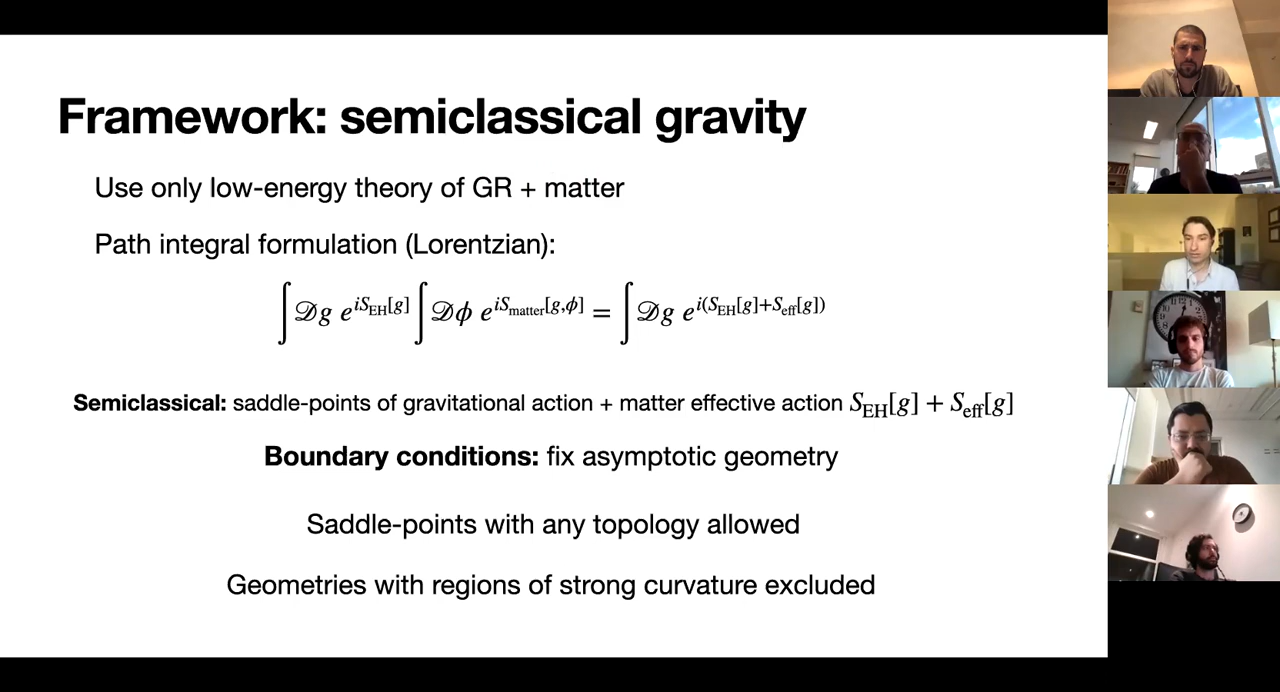 Framework: semiclassical gravity
Use only low-energy theory of GR + matter
Path integral formulation (Lorentzian):
∫𝒟g e^{iS_EH[g]} ∫𝒟ϕ e^{iS_matter[g,ϕ]} = ∫𝒟g e^{i(S_EH[g]+S_eff[g])}
Semiclassical: saddle-points of gravitational action + matter effective action S_EH[g] + S_eff[g]
Boundary conditions: fix asymptotic geometry
Saddle-points with any topology allowed
Geometries with regions of strong curvature excluded